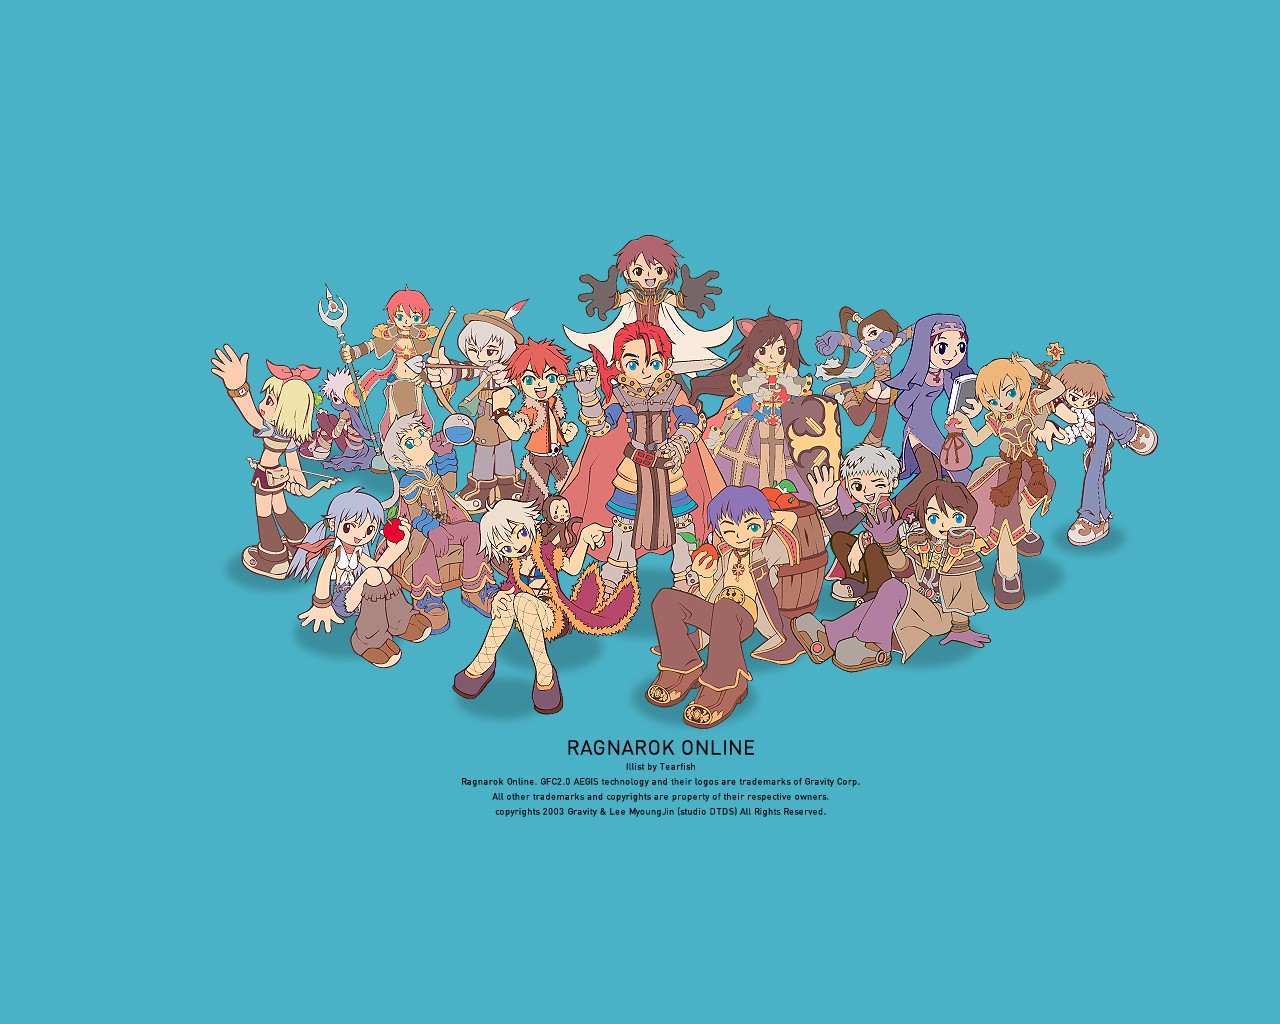 RAGNAROK ONLINE
Illist by Tearfish
Ragnarok Online. GFC2.0 AEGIS technology and their logos are trademarks of Gravity Corp.
All other trademarks and copyrights are property of their respective owners.
copyrights 2003 Gravity & Lee MyoungJin (studio DTDS) All Rights Reserved.